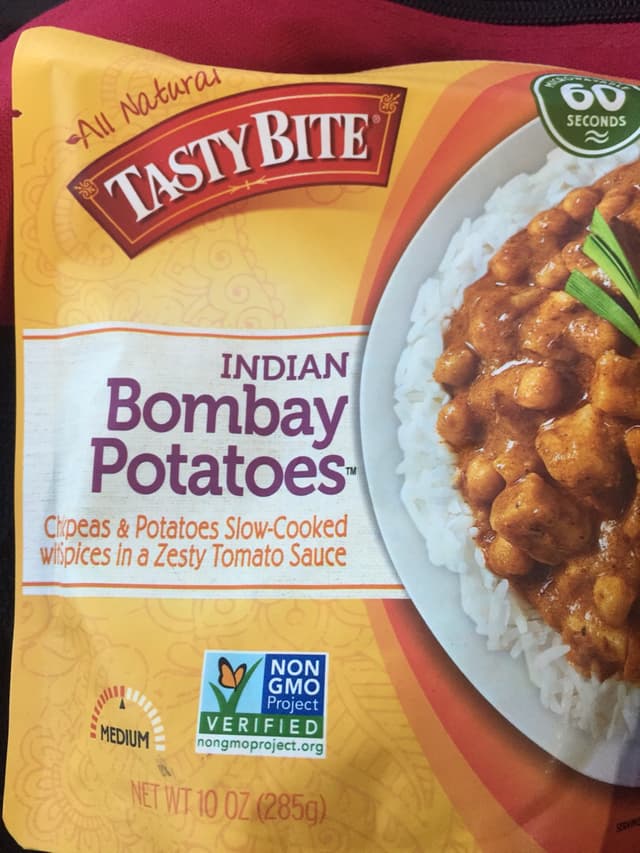 All Natural
TASTY BITE®
60
SECONDS
INDIAN
Bombay
Potatoes™
Chickpeas & Potatoes Slow-Cooked
with Spices in a Zesty Tomato Sauce
MEDIUM
NON
GMO
Project
VERIFIED
nongmoproject.org
NET WT 10 OZ (285g)